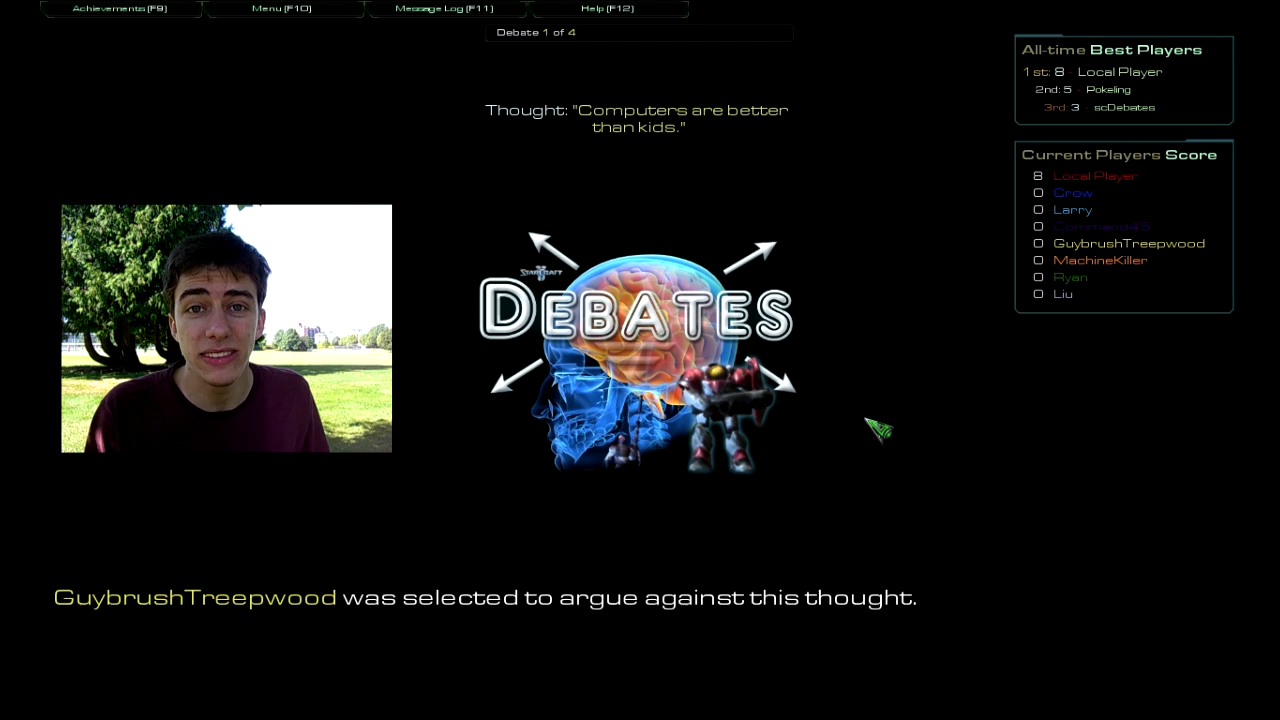 Achievements (F9)
Menu (F10)
Message Log (F11)
Help (F12)
Debate 1 of 4
Thought: "Computers are better
than kids."
All-time Best Players
1st: 8 - Local Player
2nd: 5 - Pokeling
3rd: 3 - scDebates
Current Players Score
8 Local Player
0 Crow
0 Larry
0 Command45
0 GuybrushTreepwood
0 MachineKiller
0 Ryan
0 Liu
StarCraft
II
DEBATES
GuybrushTreepwood was selected to argue against this thought.